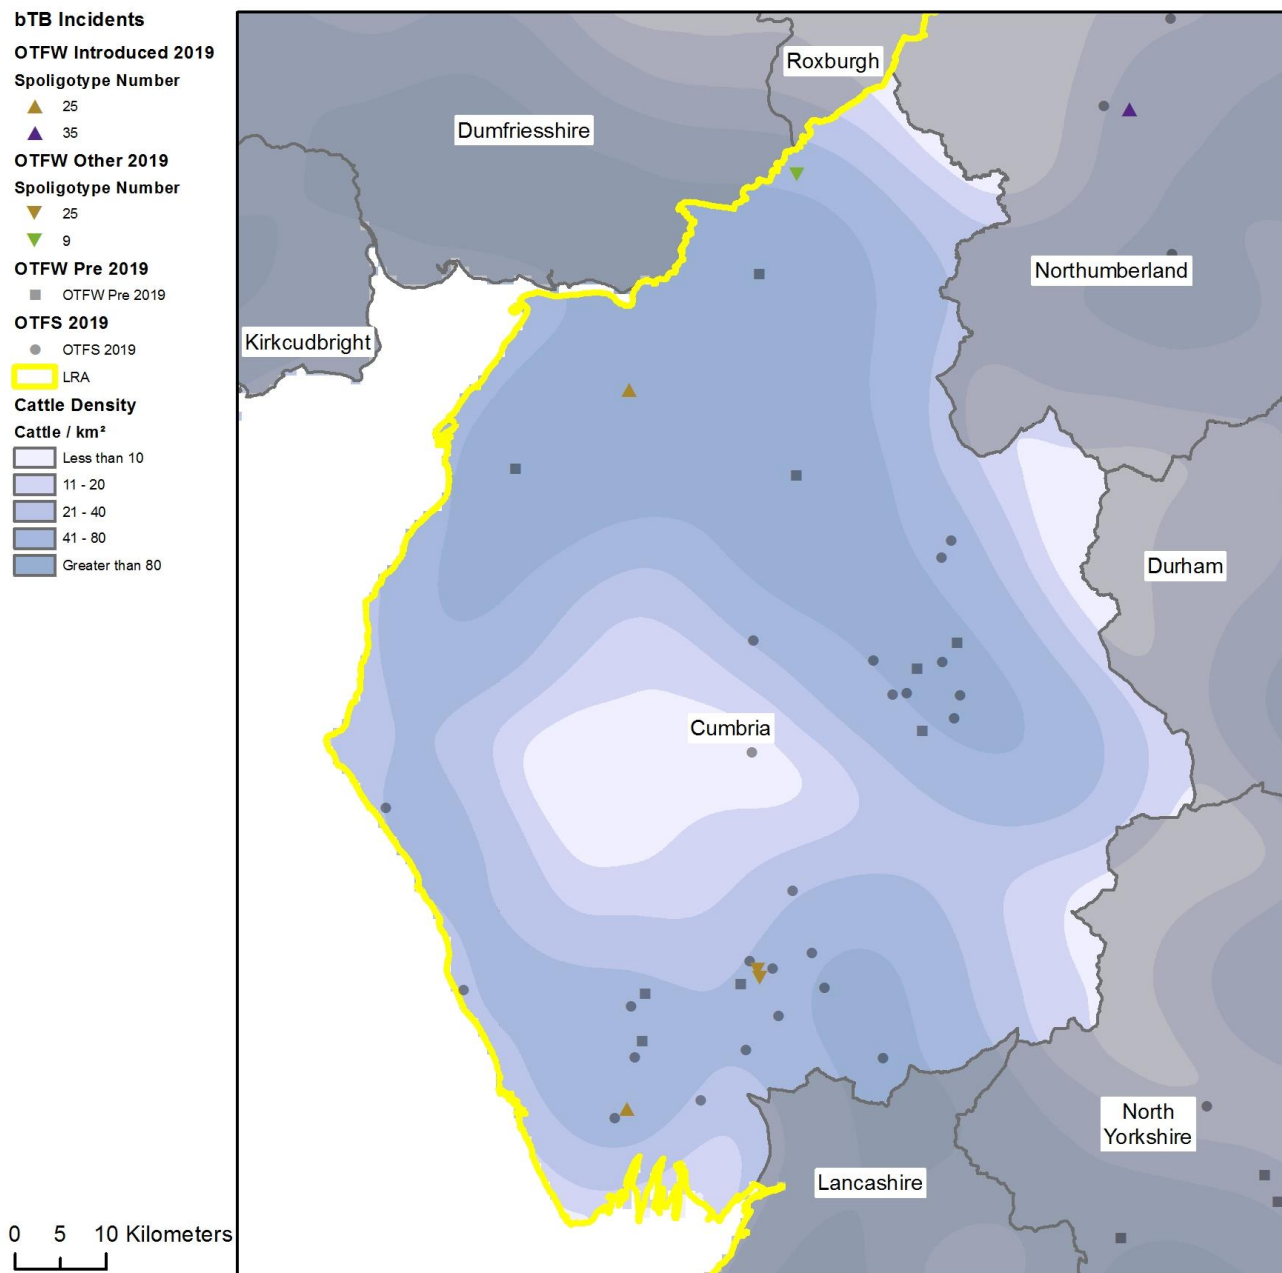 bTB Incidents
OTFW Introduced 2019
Spoligotype Number
25
35
OTFW Other 2019
Spoligotype Number
25
9
OTFW Pre 2019
OTFW Pre 2019
OTFS 2019
OTFS 2019
LRA
Cattle Density
Cattle / km²
Less than 10
11 - 20
21 - 40
41 - 80
Greater than 80
0 5 10 Kilometers
Roxburgh
Dumfriesshire
Northumberland
Kirkcudbright
Durham
Cumbria
North
Yorkshire
Lancashire